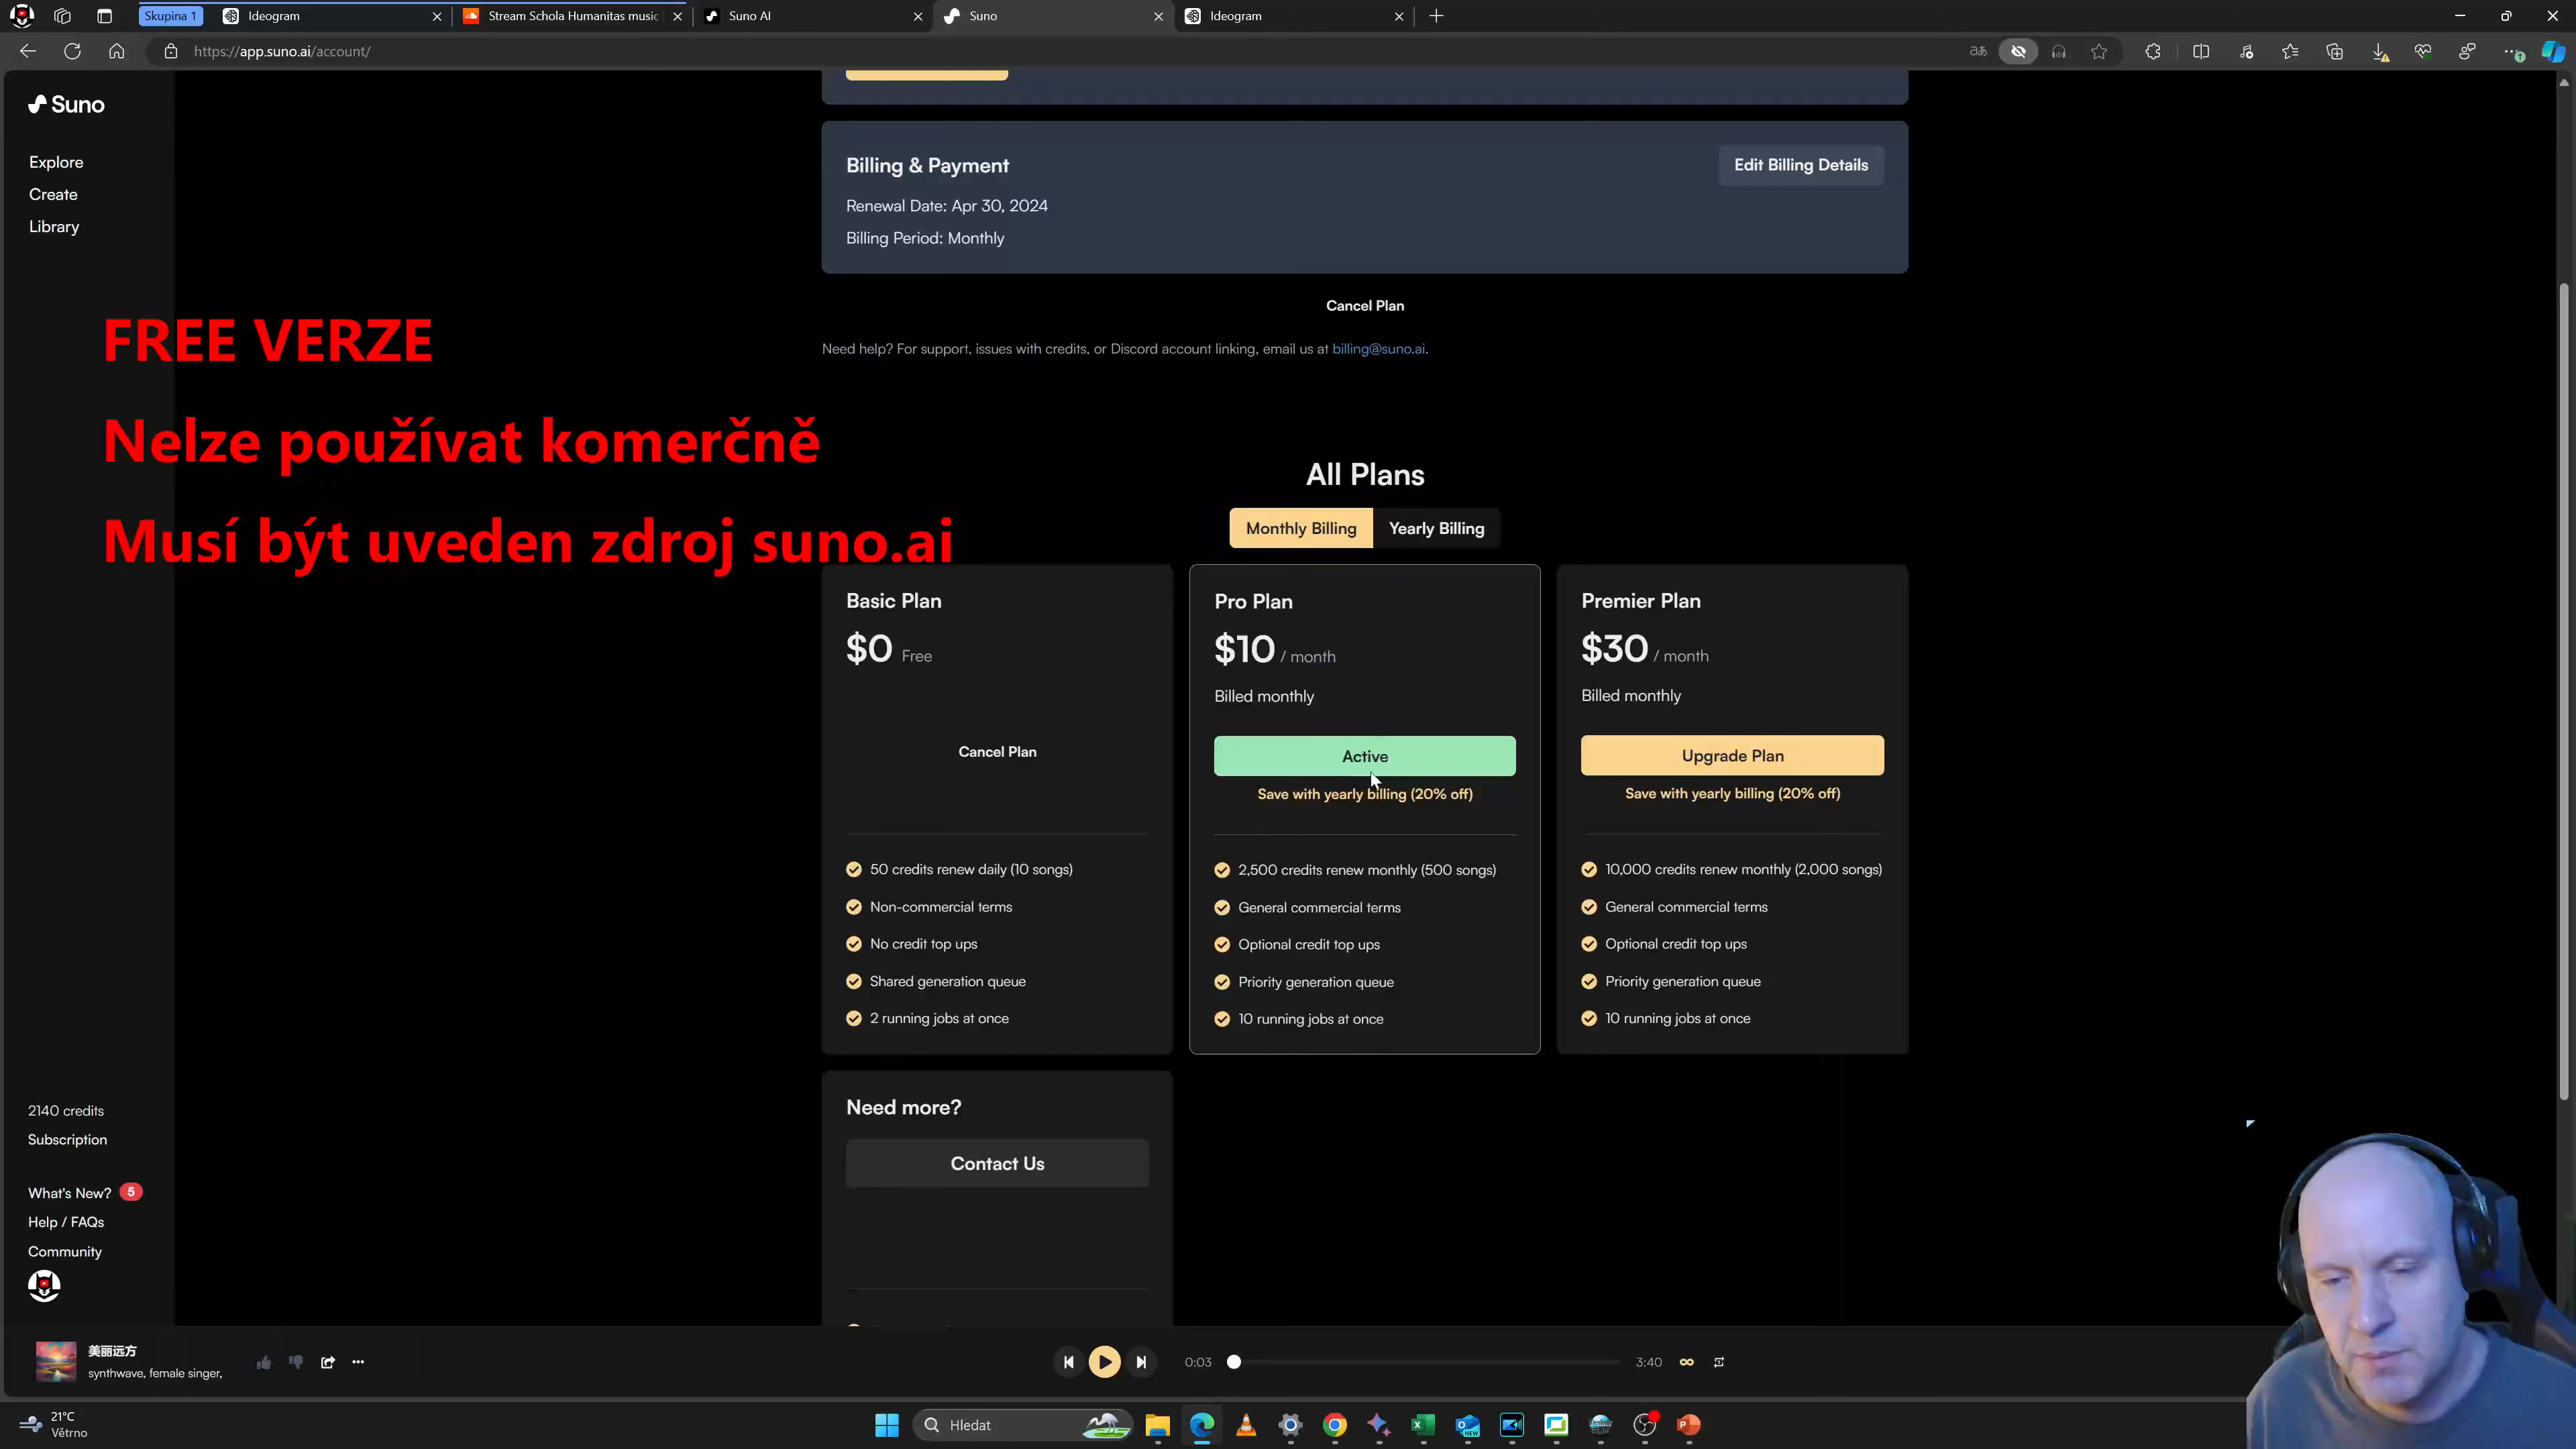 Skupina 1
Ideogram
Stream Schola Humanitas music
Suno AI
Suno
Ideogram
https://app.suno.ai/account/
Suno
Explore
Create
Library
Billing & Payment
Edit Billing Details
Renewal Date: Apr 30, 2024
Billing Period: Monthly
Cancel Plan
Need help? For support, issues with credits, or Discord account linking, email us at billing@suno.ai.
FREE VERZE
Nelze používat komerčně
Musí být uveden zdroj suno.ai
All Plans
Monthly Billing
Yearly Billing
Basic Plan
$0 Free
Cancel Plan
50 credits renew daily (10 songs)
Non-commercial terms
No credit top ups
Shared generation queue
2 running jobs at once
Pro Plan
$10 / month
Billed monthly
Active
Save with yearly billing (20% off)
2,500 credits renew monthly (500 songs)
General commercial terms
Optional credit top ups
Priority generation queue
10 running jobs at once
Premier Plan
$30 / month
Billed monthly
Upgrade Plan
Save with yearly billing (20% off)
10,000 credits renew monthly (2,000 songs)
General commercial terms
Optional credit top ups
Priority generation queue
10 running jobs at once
Need more?
Contact Us
2140 credits
Subscription
What's New? 5
Help / FAQs
Community
美丽远方
synthwave, female singer,
0:03
3:40
21°C
Větrno
Hledat